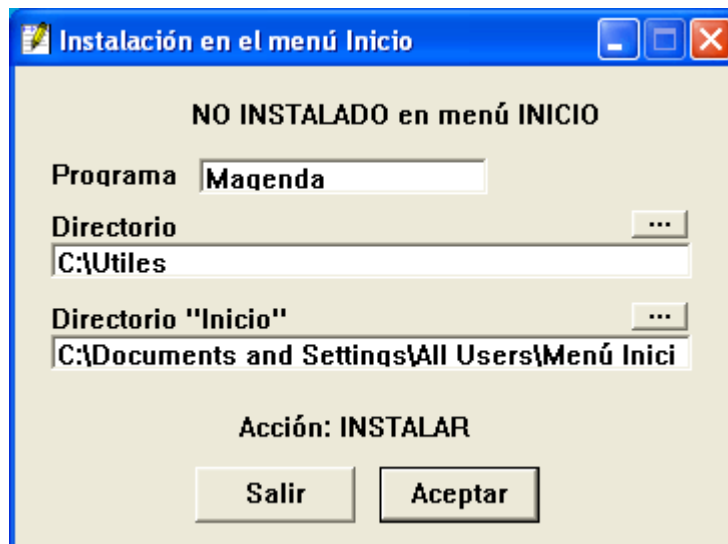 Instalación en el menú Inicio
NO INSTALADO en menú INICIO
Programa Magenda
Directorio ...
C:\Utiles
Directorio "Inicio" ...
C:\Documents and Settings\All Users\Menú Inici
Acción: INSTALAR
Salir Aceptar